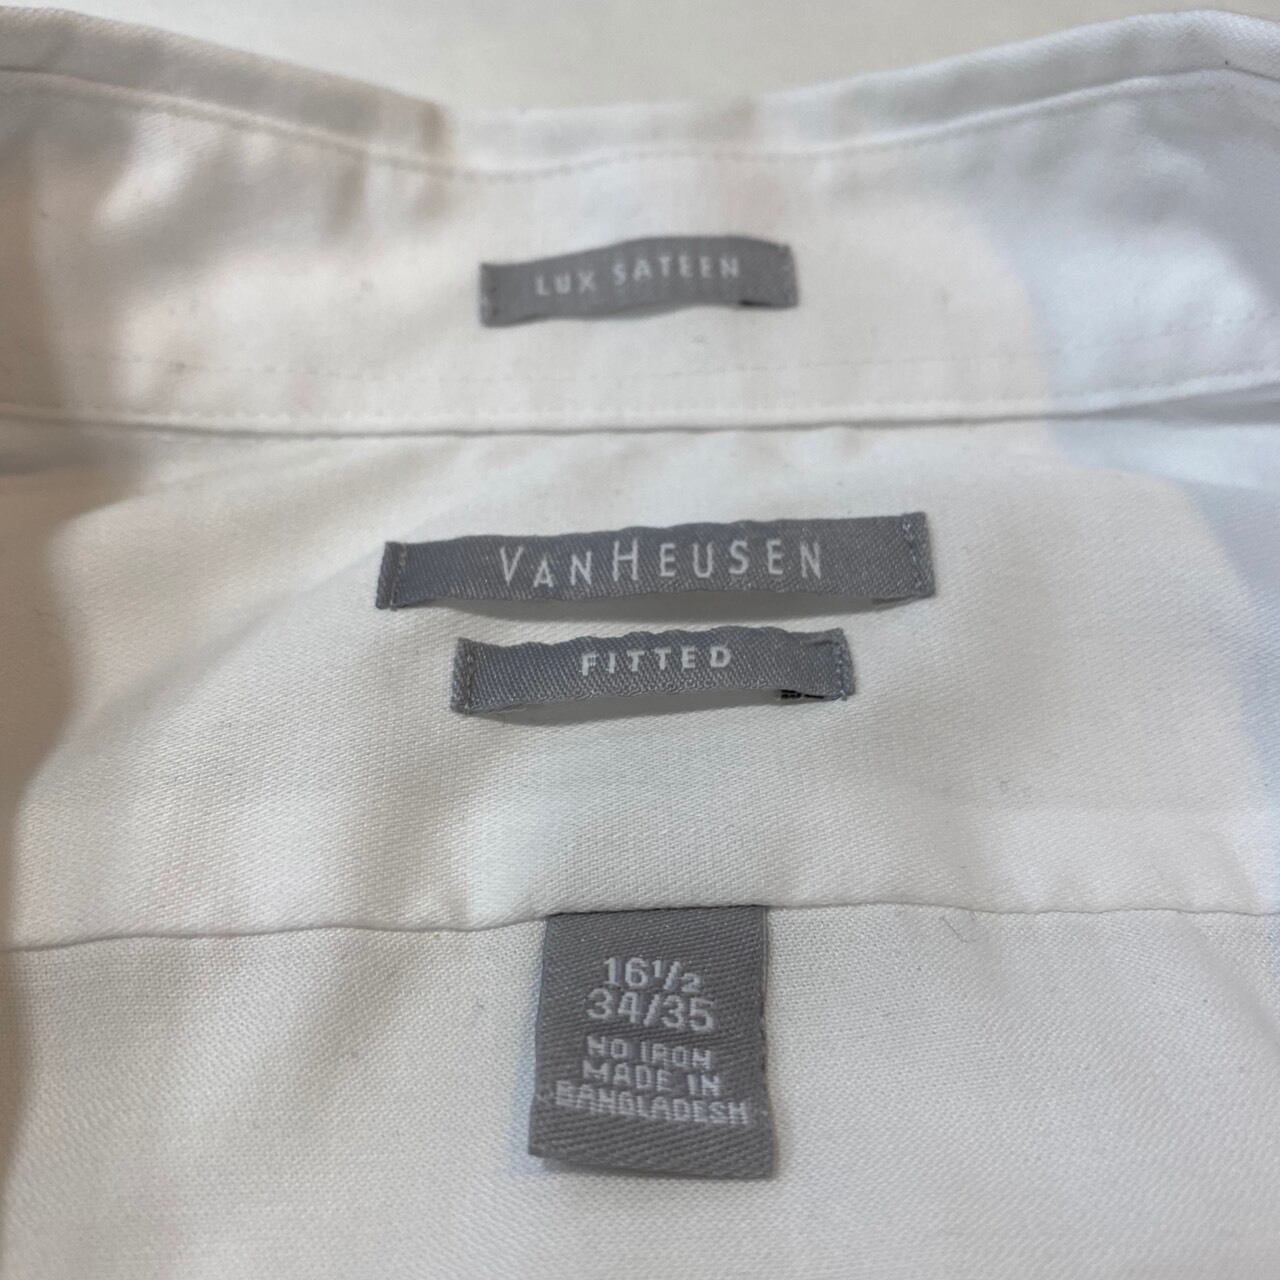 LUX SATEEN
VANHEUSEN
FITTED
16½
34/35
NO IRON
MADE IN
BANGLADESH